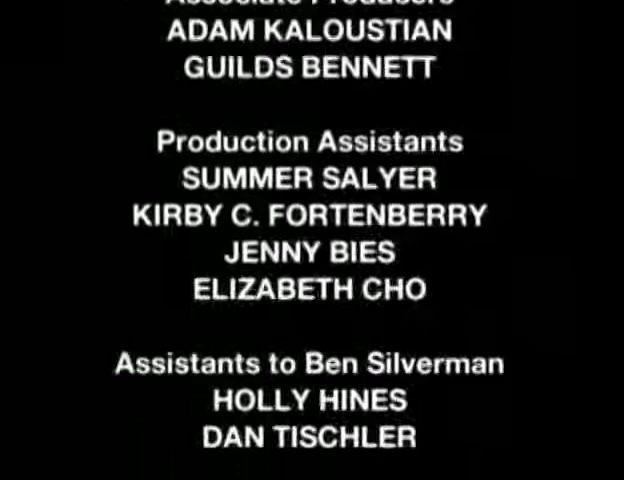 Associate Producers
ADAM KALOUSTIAN
GUILDS BENNETT
Production Assistants
SUMMER SALYER
KIRBY C. FORTENBERRY
JENNY BIES
ELIZABETH CHO
Assistants to Ben Silverman
HOLLY HINES
DAN TISCHLER